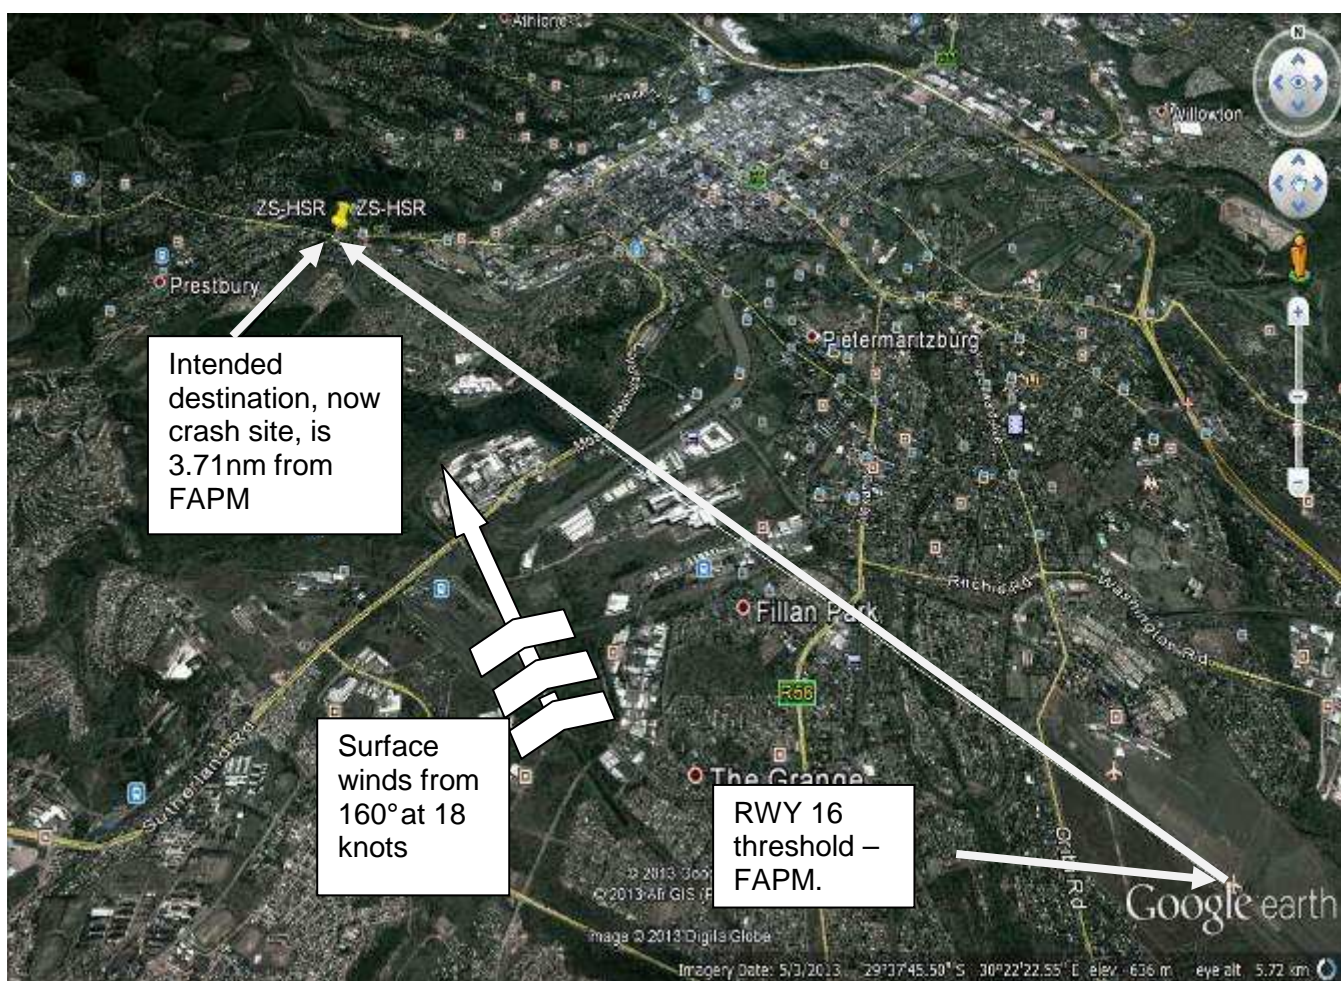 Athlone
Willowton
ZS-HSR ZS-HSR
Prestbury
Pietermaritzburg
Intended
destination, now
crash site, is
3.71nm from
FAPM
Ritchie Rd
Washington Rd
Fillan Park
R56
Sutherland Rd
Surface
winds from
160° at 18
knots
The Grange
RWY 16
threshold –
FAPM.
© 2013
© 2013 AfriGIS (P
Image © 2013 DigitalGlobe
Google earth
Imagery Date: 5/3/2013 29°37'45.50" S 30°22'22.55" E elev 636 m eye alt 5.72 km
N